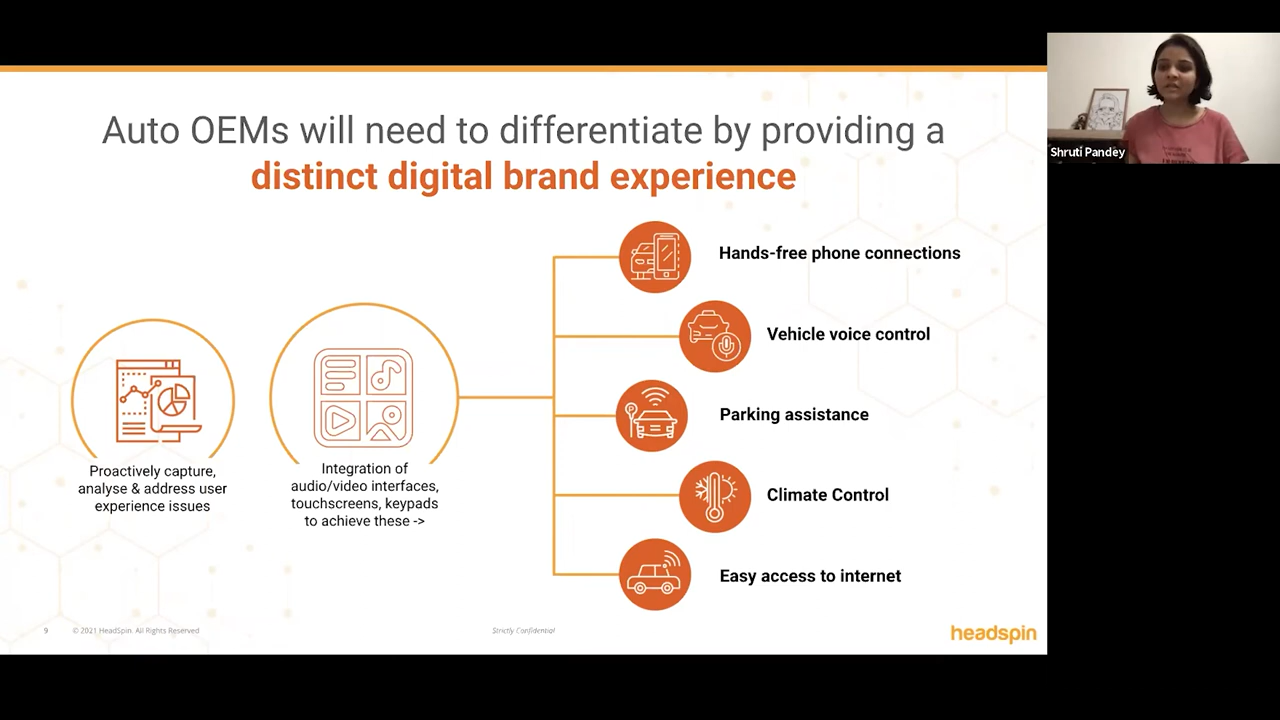 Auto OEMs will need to differentiate by providing a
distinct digital brand experience
Shruti Pandey
Hands-free phone connections
Vehicle voice control
Parking assistance
Climate Control
Easy access to internet
Proactively capture,
analyse & address user
experience issues
Integration of
audio/video interfaces,
touchscreens, keypads
to achieve these ->
9
© 2021 HeadSpin. All Rights Reserved
Strictly Confidential
headspin